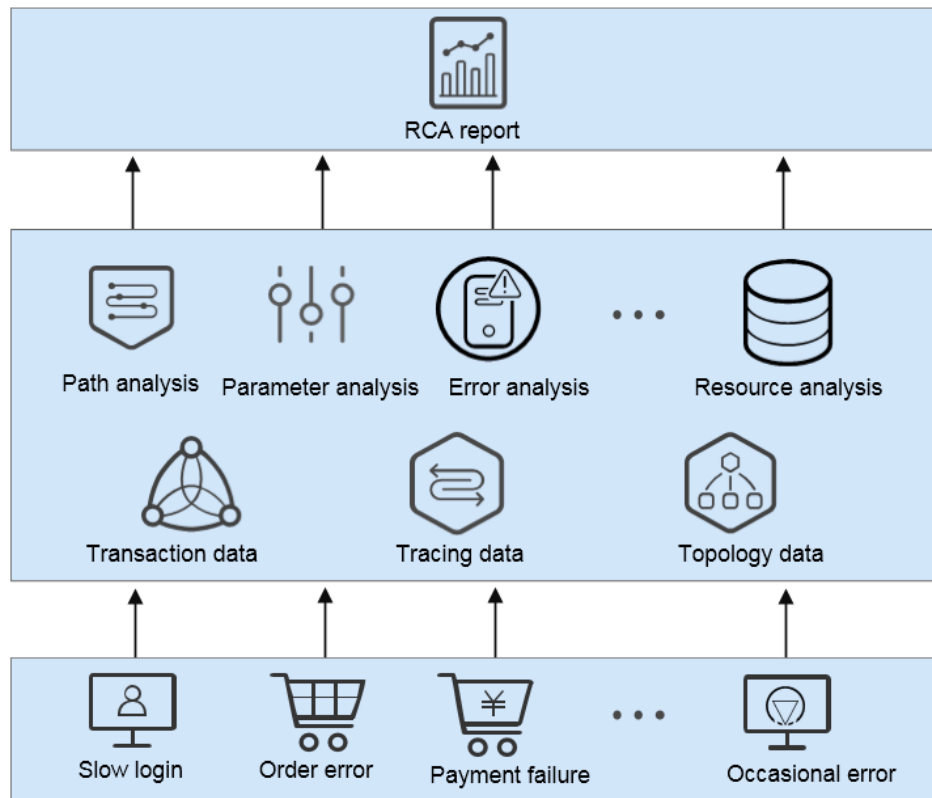 RCA report
Path analysis
Parameter analysis
Error analysis
Resource analysis
Transaction data
Tracing data
Topology data
Slow login
Order error
Payment failure
Occasional error